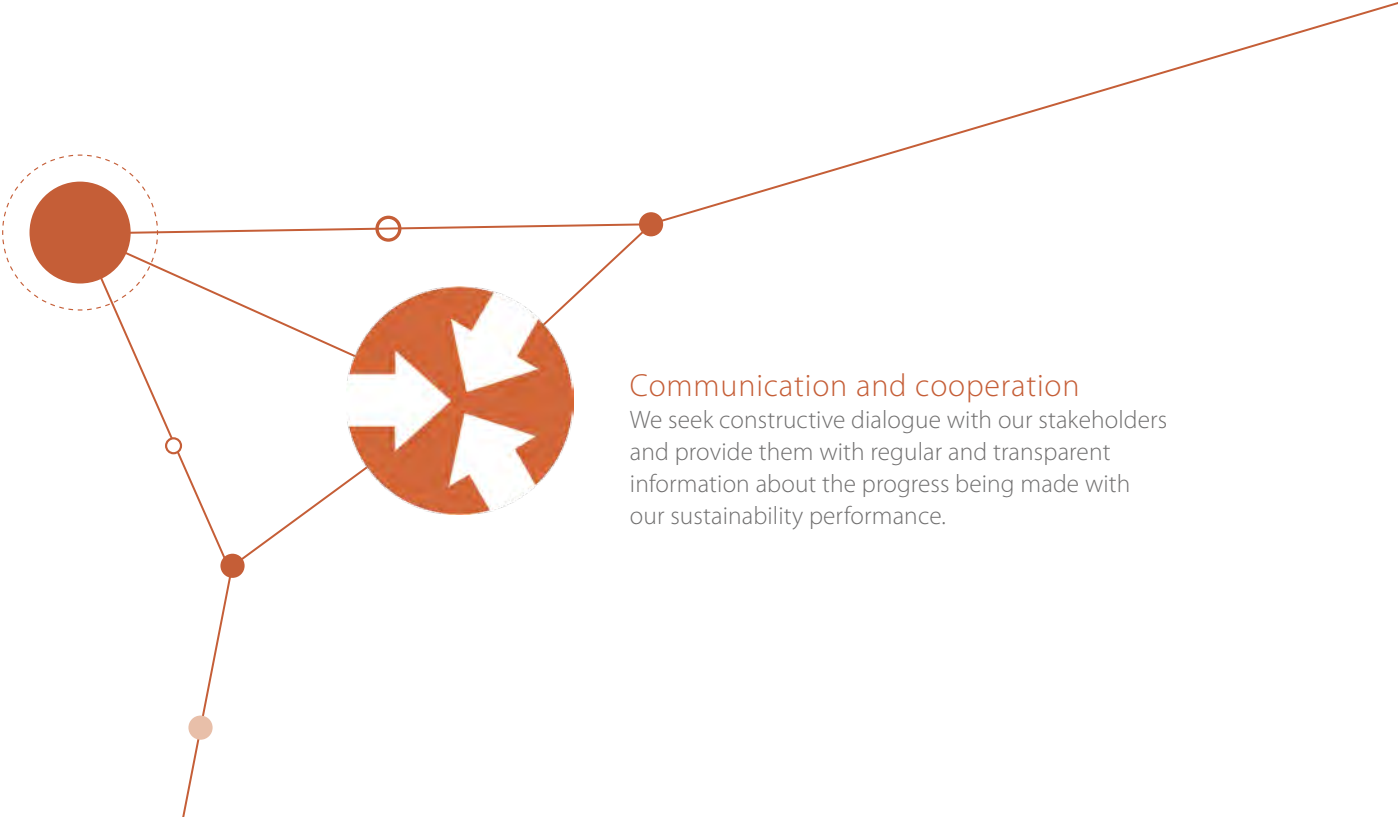 Communication and cooperation
We seek constructive dialogue with our stakeholders
and provide them with regular and transparent
information about the progress being made with
our sustainability performance.